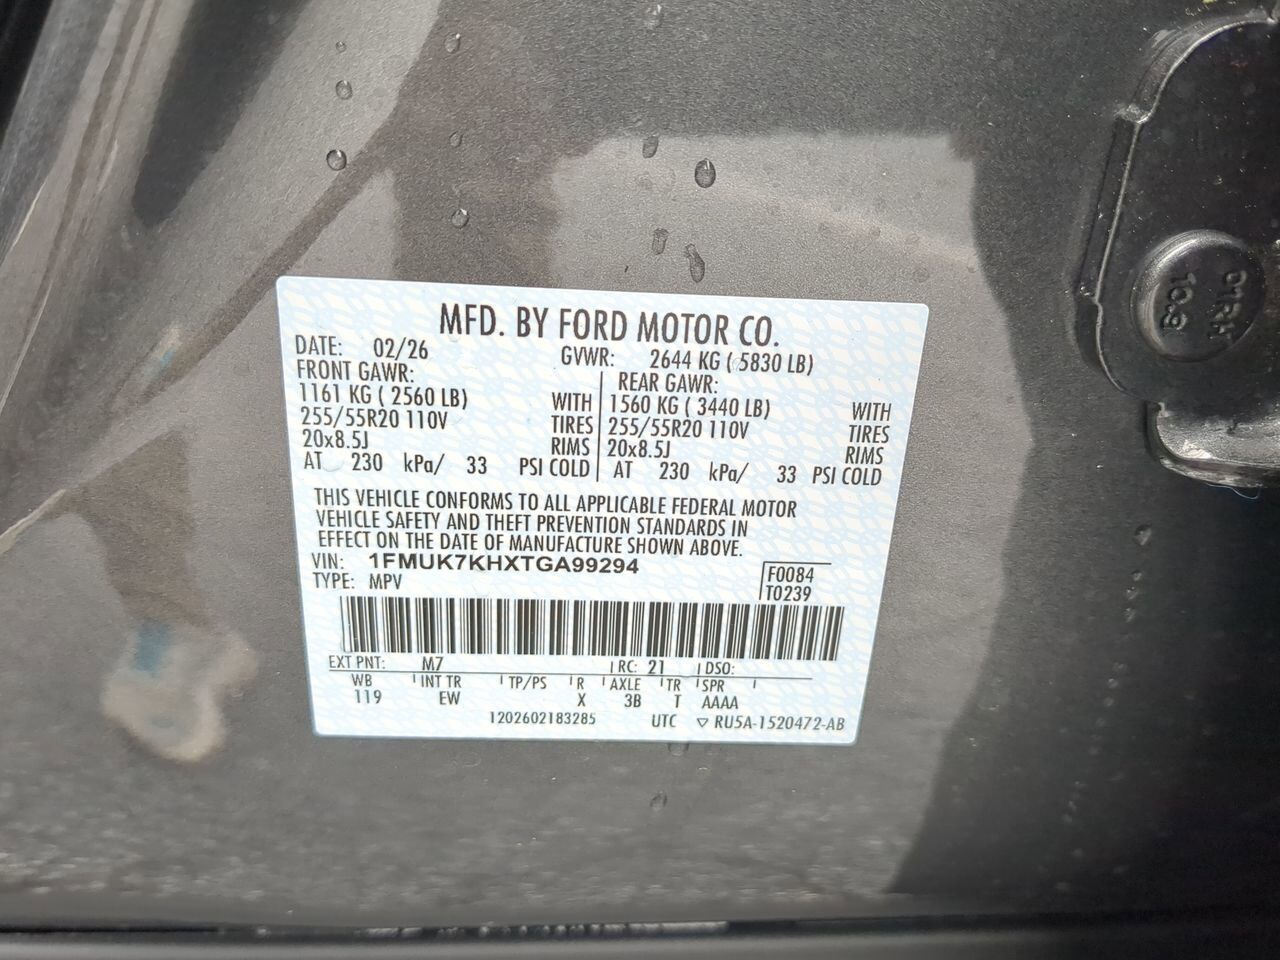 MFD. BY FORD MOTOR CO.
DATE: 02/26 GVWR: 2644 KG ( 5830 LB)
FRONT GAWR: REAR GAWR:
1161 KG ( 2560 LB) WITH 1560 KG ( 3440 LB) WITH
255/55R20 110V TIRES 255/55R20 110V TIRES
20x8.5J RIMS 20x8.5J RIMS
AT 230 kPa/ 33 PSI COLD AT 230 kPa/ 33 PSI COLD
THIS VEHICLE CONFORMS TO ALL APPLICABLE FEDERAL MOTOR
VEHICLE SAFETY AND THEFT PREVENTION STANDARDS IN
EFFECT ON THE DATE OF MANUFACTURE SHOWN ABOVE.
VIN: 1FMUK7KHXTGA99294 F0084
TYPE: MPV T0239
EXT PNT: M7 RC: 21 DSO:
WB INT TR TP/PS R AXLE TR SPR
119 EW X 3B T AAAA
1202602183285 UTC ▽ RU5A-1520472-AB
01RH
10.9